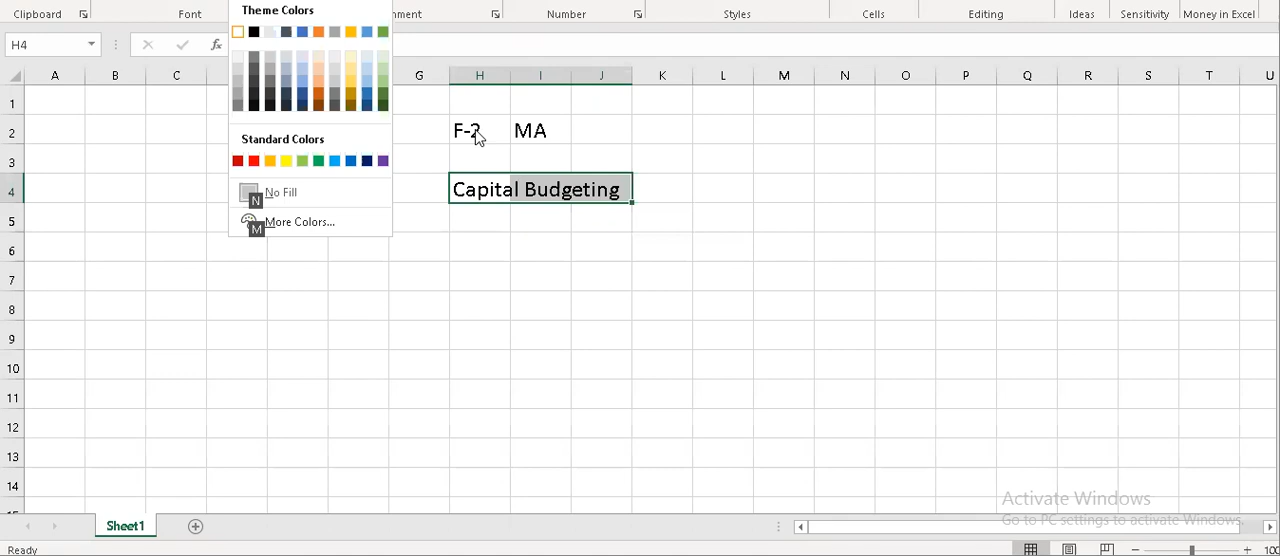 Theme Colors
Clipboard Font nment Number Styles Cells Editing Ideas Sensitivity Money in Excel
H4 fx
A B C G H I J K L M N O P Q R S T U
1
2 F-2 MA
Standard Colors
3
4 Capital Budgeting
No Fill
N
5
More Colors...
M
6
7
8
9
10
11
12
13
14
Activate Windows
Go to PC settings to activate Windows.
Sheet1
Ready 100